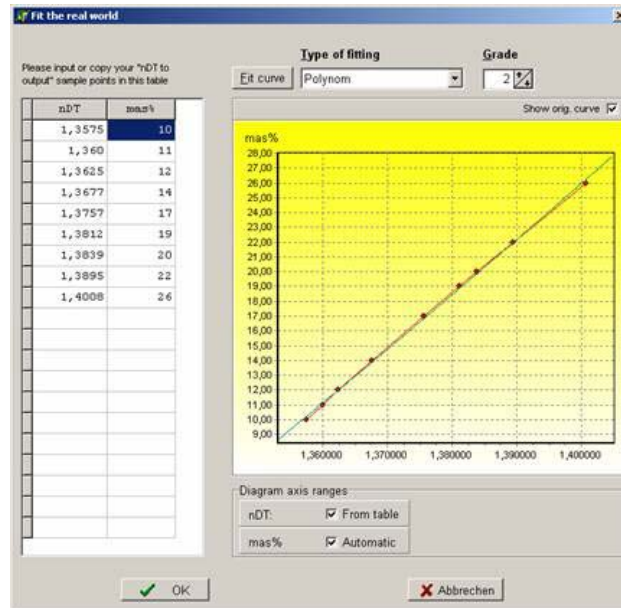 Fit the real world
Please input or copy your "nDT to
output" sample points in this table
Type of fitting
Grade
Fit curve
Polynom
2
Show orig. curve
nDT mas%
1,3575 10
1,360 11
1,3625 12
1,3677 14
1,3757 17
1,3812 19
1,3839 20
1,3895 22
1,4008 26
mas%
28,00
27,00
26,00
25,00
24,00
23,00
22,00
21,00
20,00
19,00
18,00
17,00
16,00
15,00
14,00
13,00
12,00
11,00
10,00
9,00
1,360000 1,370000 1,380000 1,390000 1,400000
Diagram axis ranges
nDT: From table
mas% Automatic
OK
Abbrechen